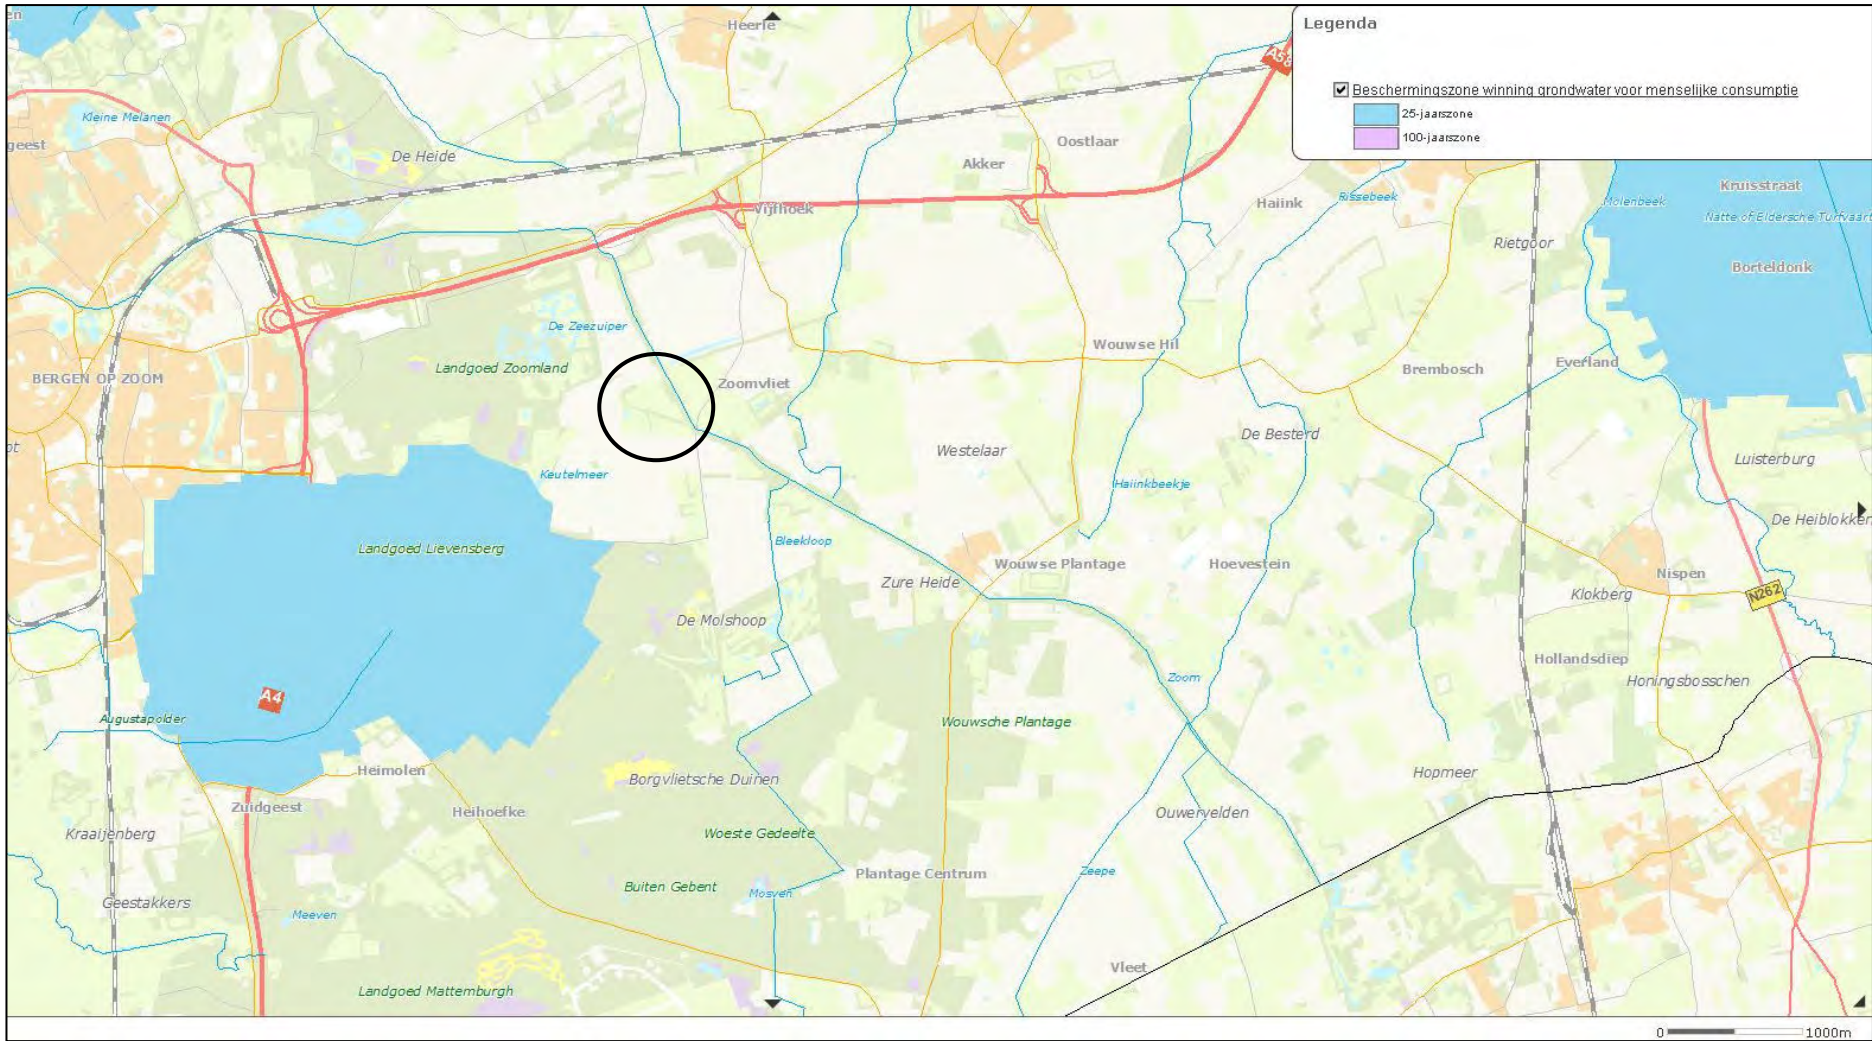 en
Heerle
Legenda
A58
Beschermingszone winning grondwater voor menselijke consumptie
25-jaarszone
100-jaarszone
Kleine Melanen
geest
De Heide
Oostlaar
Akker
Vijfhoek
Haiink
Rissebeek
Molenbeek
Kruisstraat
Natte of Eldersche Turfvaart
Rietgoor
Borteldonk
De Zeezuiper
Landgoed Zoomland
BERGEN OP ZOOM
Zoomvliet
Wouwse Hil
Brembosch
Everland
ot
Keutelmeer
Westelaar
De Besterd
Luisterburg
Haiinkbeekje
De Heiblokken
Landgoed Lievensberg
Bleekloop
Zure Heide
Wouwse Plantage
Hoevestein
Nispen
Klokberg
N262
De Molshoop
Hollandsdiep
Honingsbosschen
Zoom
A4
Augustapolder
Wouwsche Plantage
Heimolen
Borgvlietsche Duinen
Hopmeer
Zuidgeest
Heihoefke
Ouwervelden
Kraaijenberg
Woeste Gedeelte
Plantage Centrum
Zeepe
Buiten Gebent
Mosven
Geestakkers
Meeven
Vleet
Landgoed Mattemburgh
0 1000m